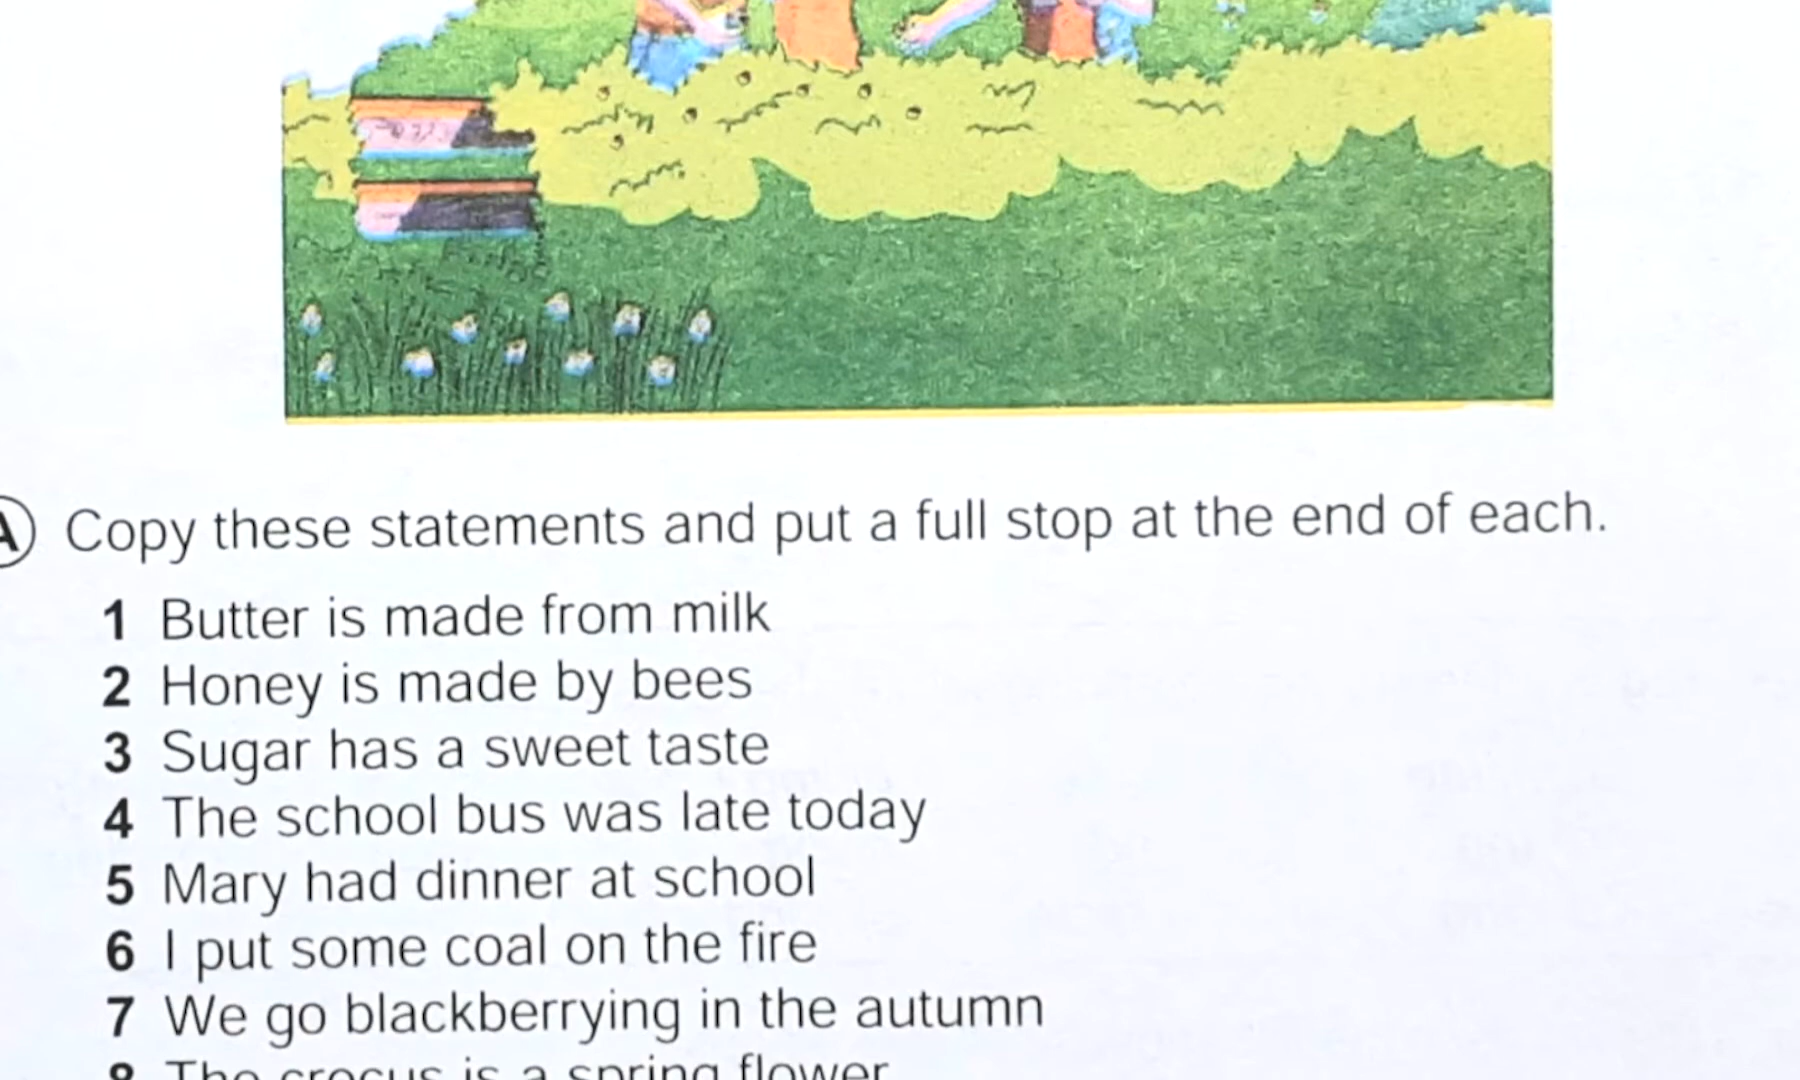 A Copy these statements and put a full stop at the end of each.
1 Butter is made from milk
2 Honey is made by bees
3 Sugar has a sweet taste
4 The school bus was late today
5 Mary had dinner at school
6 I put some coal on the fire
7 We go blackberrying in the autumn
8 The crocus is a spring flower